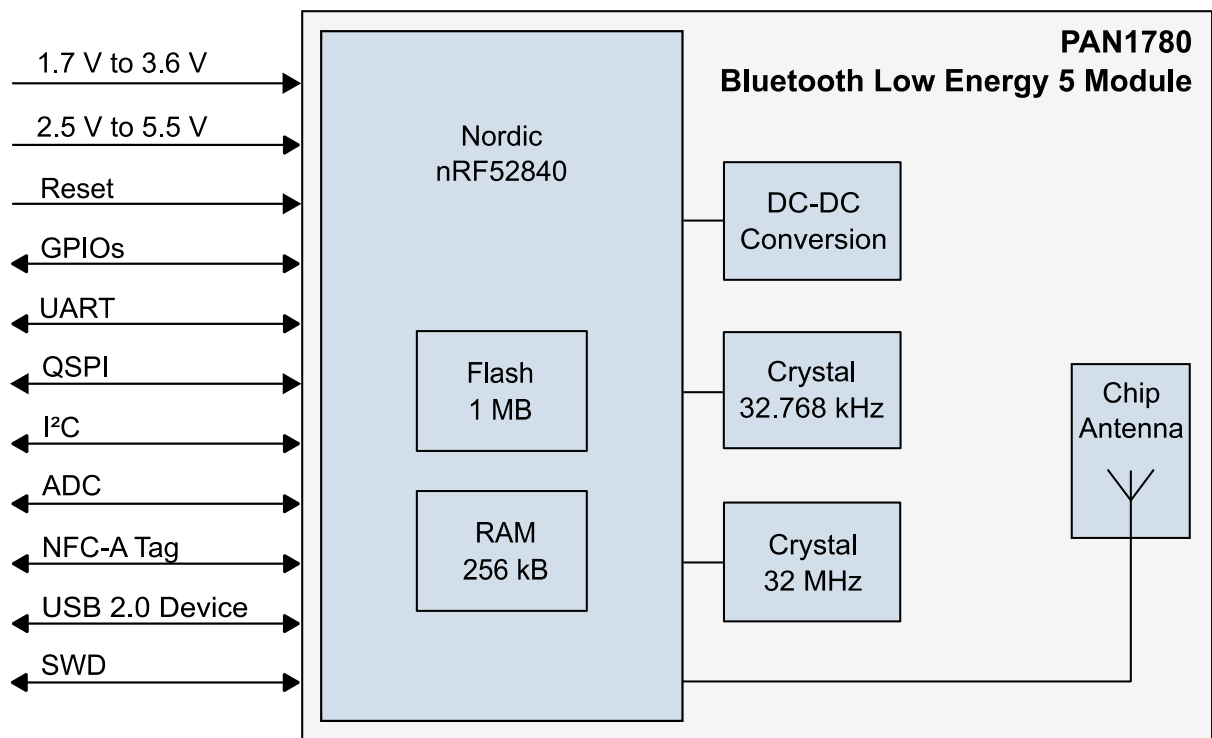 PAN1780
Bluetooth Low Energy 5 Module
1.7 V to 3.6 V
2.5 V to 5.5 V
Reset
GPIOs
UART
QSPI
I²C
ADC
NFC-A Tag
USB 2.0 Device
SWD
Nordic
nRF52840
Flash
1 MB
RAM
256 kB
DC-DC
Conversion
Crystal
32.768 kHz
Crystal
32 MHz
Chip
Antenna